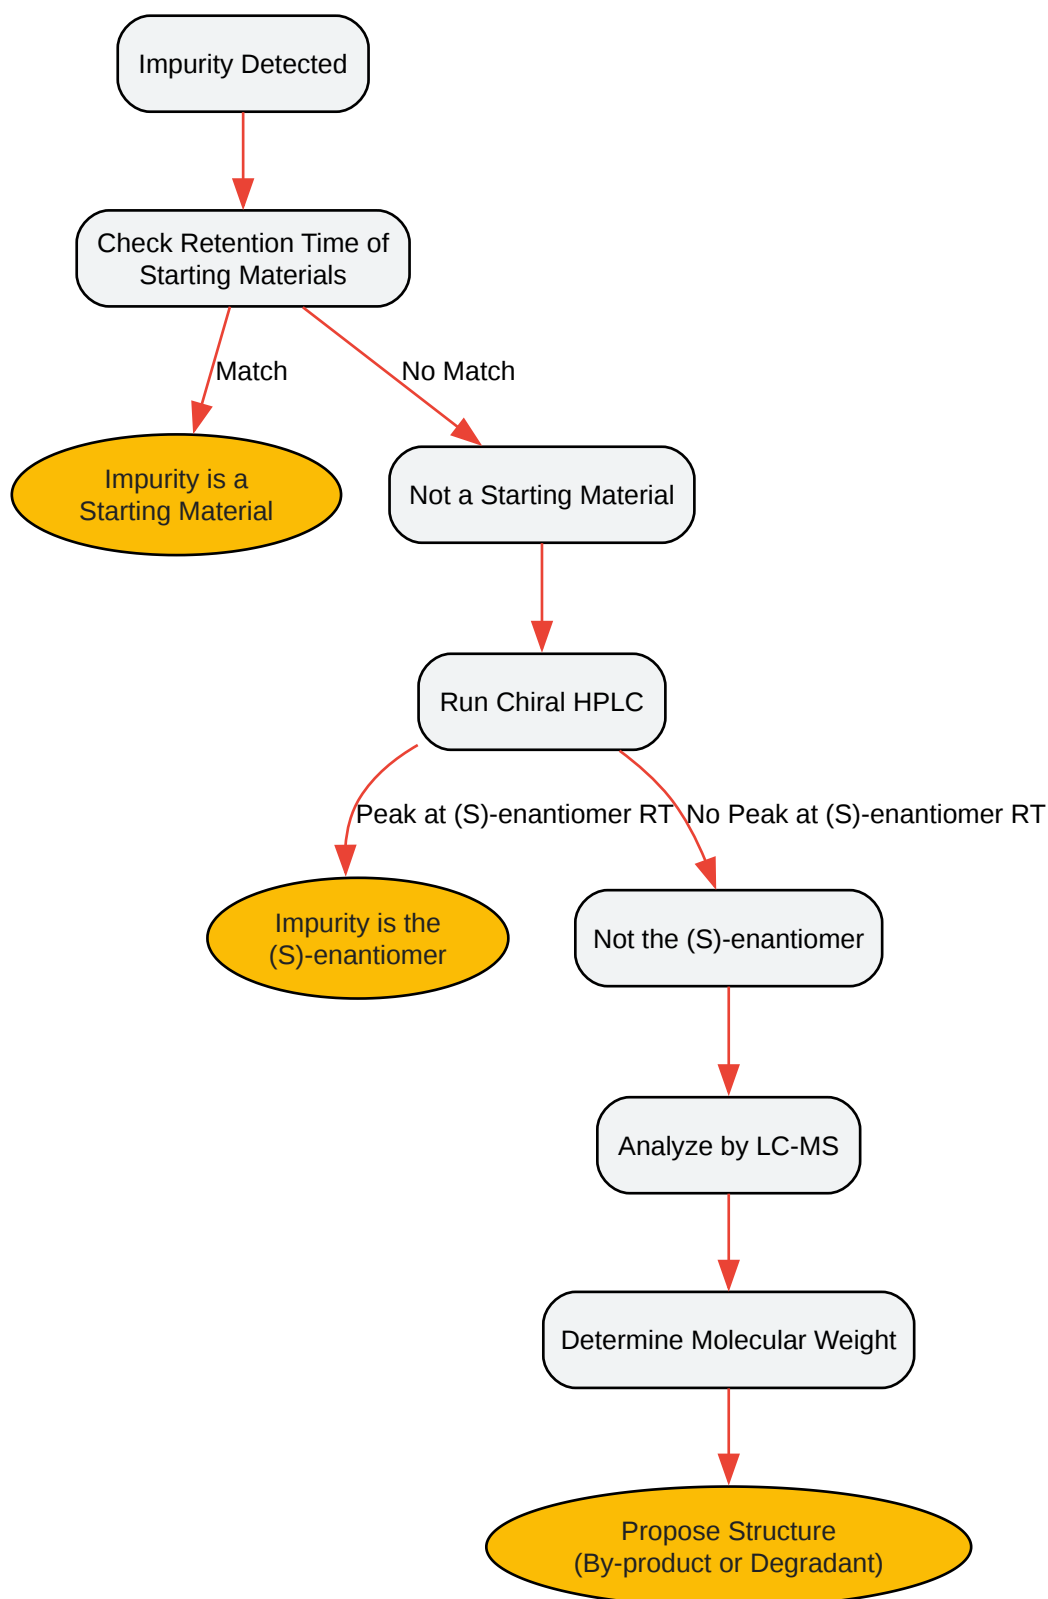 Impurity Detected
Check Retention Time of
Starting Materials
Match
No Match
Impurity is a
Starting Material
Not a Starting Material
Run Chiral HPLC
Peak at (S)-enantiomer RT
No Peak at (S)-enantiomer RT
Impurity is the
(S)-enantiomer
Not the (S)-enantiomer
Analyze by LC-MS
Determine Molecular Weight
Propose Structure
(By-product or Degradant)